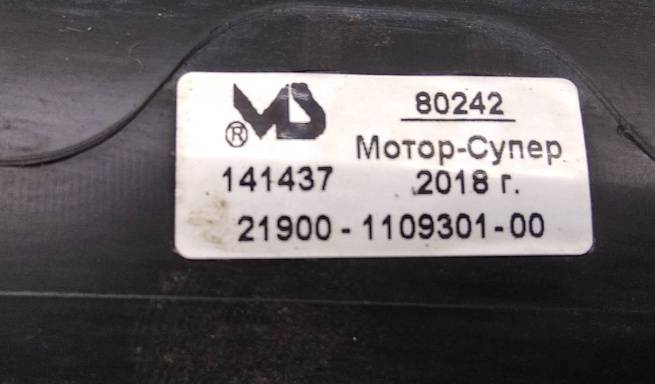 ® 80242
Мотор-Супер
141437 2018 г.
21900 - 1109301-00